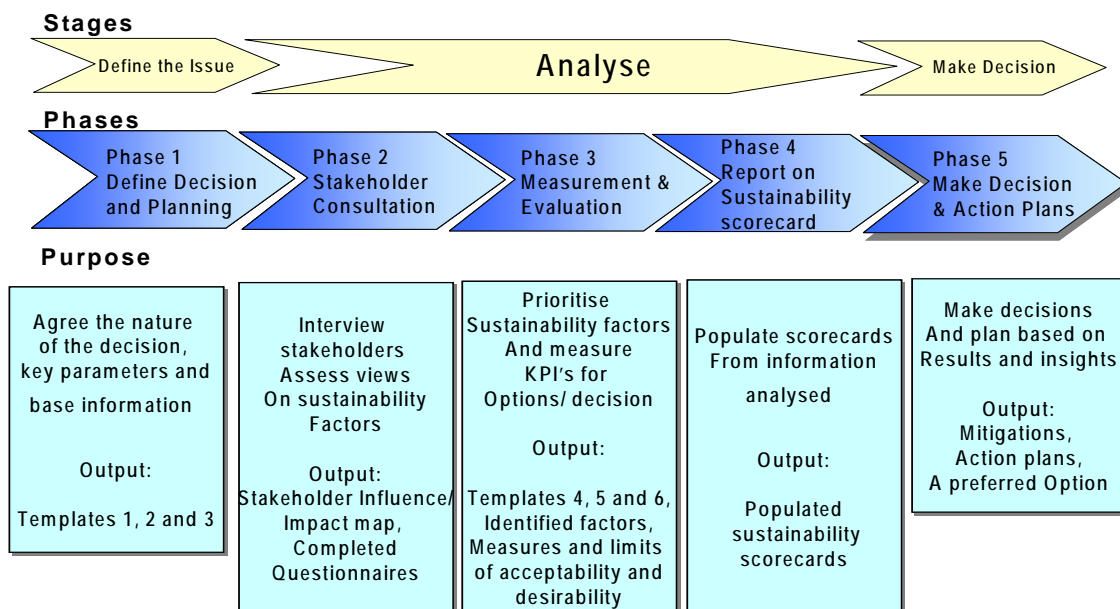 Stages
Define the Issue
Analyse
Make Decision
Phases
Phase 1
Define Decision
and Planning
Phase 2
Stakeholder
Consultation
Phase 3
Measurement &
Evaluation
Phase 4
Report on
Sustainability
scorecard
Phase 5
Make Decision
& Action Plans
Purpose
Agree the nature
of the decision,
key parameters and
base information
Output:
Templates 1, 2 and 3
Interview
stakeholders
Assess views
On sustainability
Factors
Output:
Stakeholder Influence/
Impact map,
Completed
Questionnaires
Prioritise
Sustainability factors
And measure
KPI's for
Options/ decision
Output:
Templates 4, 5 and 6,
Identified factors,
Measures and limits
of acceptability and
desirability
Populate scorecards
From information
analysed
Output:
Populated
sustainability
scorecards
Make decisions
And plan based on
Results and insights
Output:
Mitigations,
Action plans,
A preferred Option